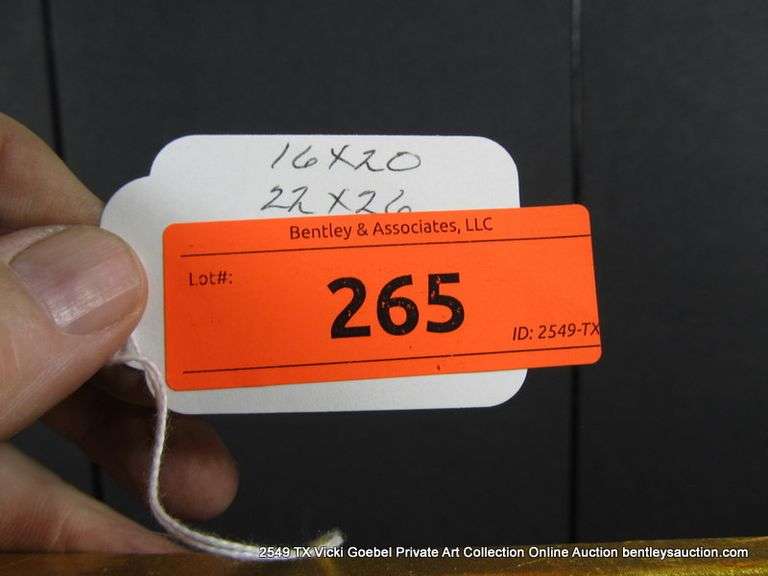 16x20
22x26
Bentley & Associates, LLC
Lot#:
265
ID: 2549-TX
2549 TX Vicki Goebel Private Art Collection Online Auction bentleysauction.com